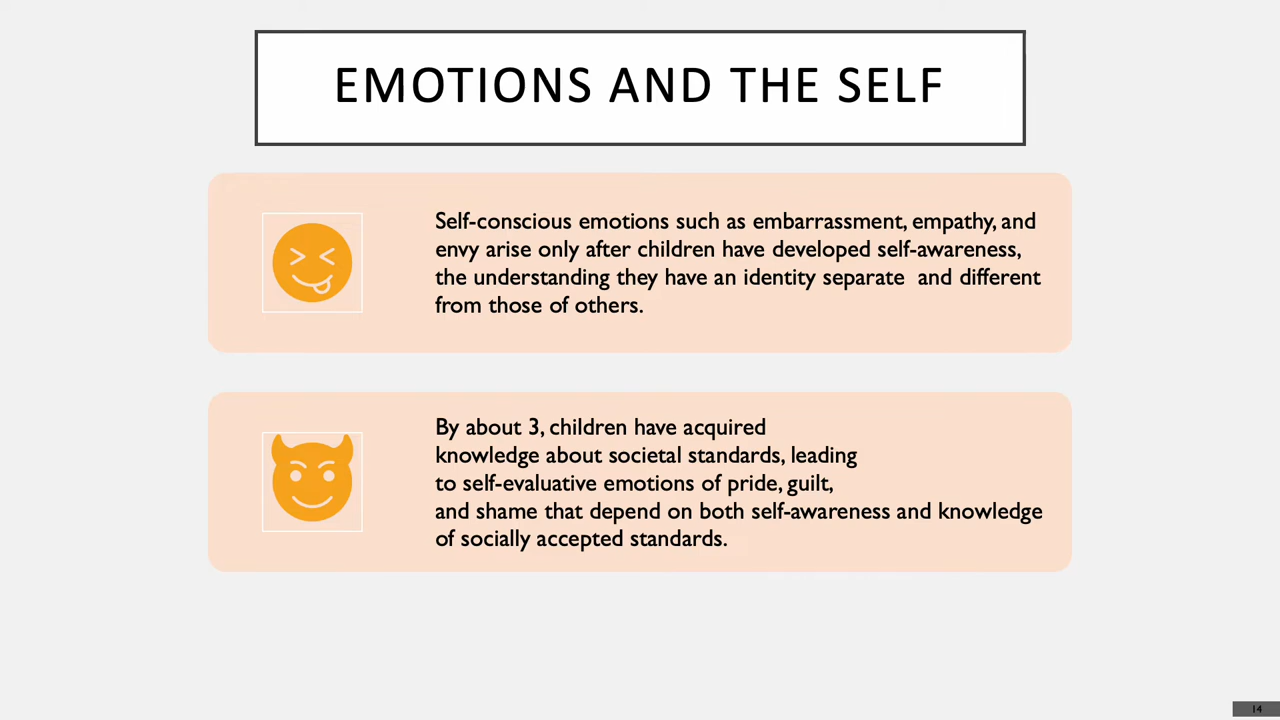 EMOTIONS AND THE SELF
Self-conscious emotions such as embarrassment, empathy, and
envy arise only after children have developed self-awareness,
the understanding they have an identity separate  and different
from those of others.
By about 3, children have acquired
knowledge about societal standards, leading
to self-evaluative emotions of pride, guilt,
and shame that depend on both self-awareness and knowledge
of socially accepted standards.
14